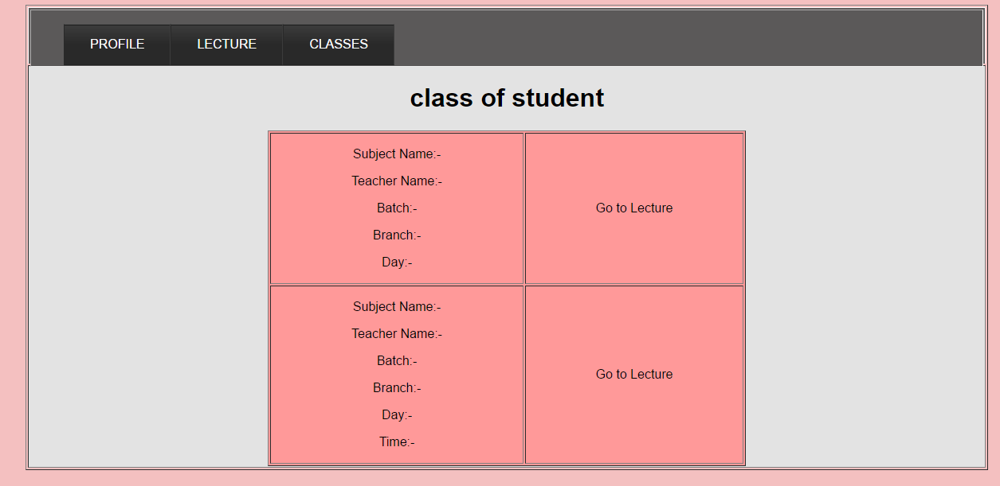 PROFILE LECTURE CLASSES
class of student
Subject Name:-
Teacher Name:-
Batch:-
Branch:-
Day:-
Go to Lecture
Subject Name:-
Teacher Name:-
Batch:-
Branch:-
Day:-
Time:-
Go to Lecture